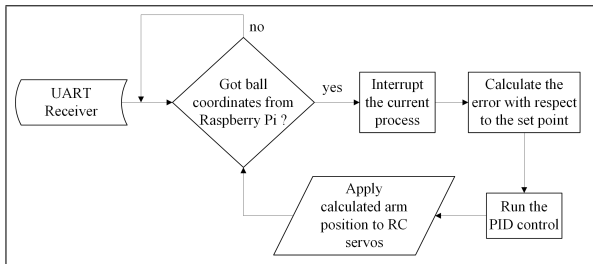 no
UART
Receiver
Got ball
coordinates from
Raspberry Pi ?
yes
Interrupt
the current
process
Calculate the
error with respect
to the set point
Run the
PID control
Apply
calculated arm
position to RC
servos